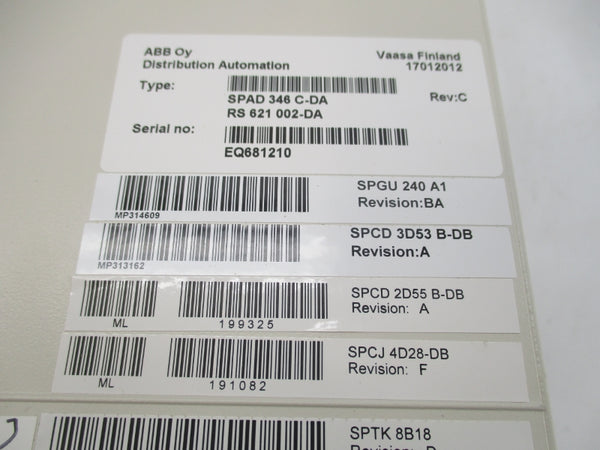 ABB Oy
Distribution Automation
Vaasa Finland
17012012
Type:
SPAD 346 C-DA
RS 621 002-DA
Rev:C
Serial no:
EQ681210
MP314609
SPGU 240 A1
Revision:BA
MP313162
SPCD 3D53 B-DB
Revision:A
ML 199325
SPCD 2D55 B-DB
Revision: A
ML 191082
SPCJ 4D28-DB
Revision: F
SPTK 8B18